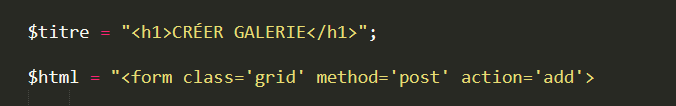 $titre = "<h1>CRÉER GALERIE</h1>";
$html = "<form class='grid' method='post' action='add'>